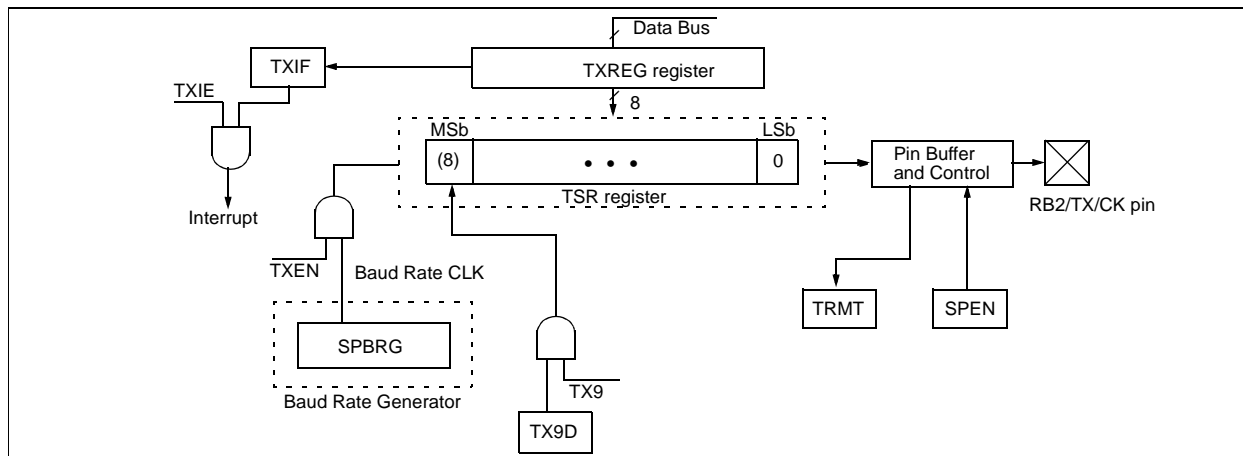 Data Bus
TXIF
TXREG register
TXIE
8
MSb
LSb
(8)
• • •
0
Pin Buffer
and Control
TSR register
Interrupt
RB2/TX/CK pin
TXEN
Baud Rate CLK
TRMT
SPEN
SPBRG
TX9
Baud Rate Generator
TX9D